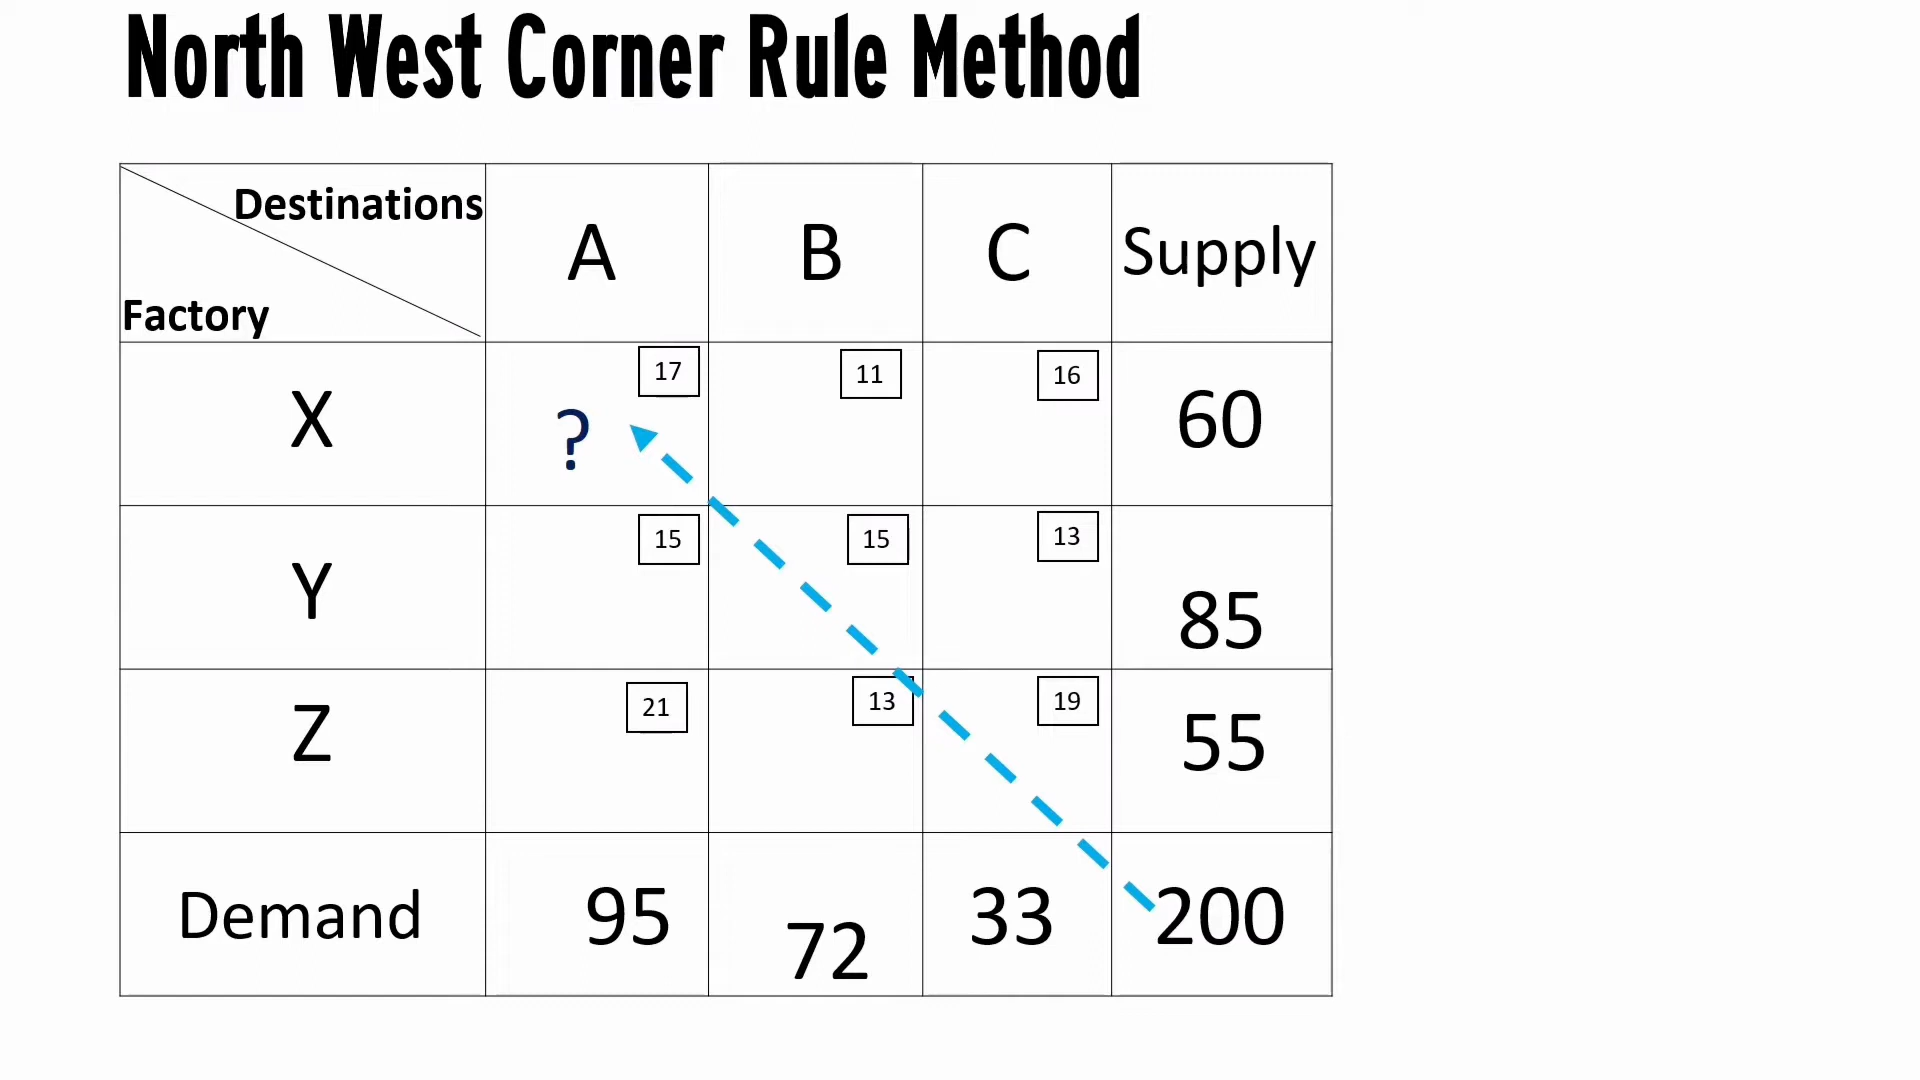 North West Corner Rule Method
Destinations
Factory
A B C Supply
17 11 16
X ? 60
15 15 13
Y 85
21 13 19
Z 55
Demand 95 72 33 200